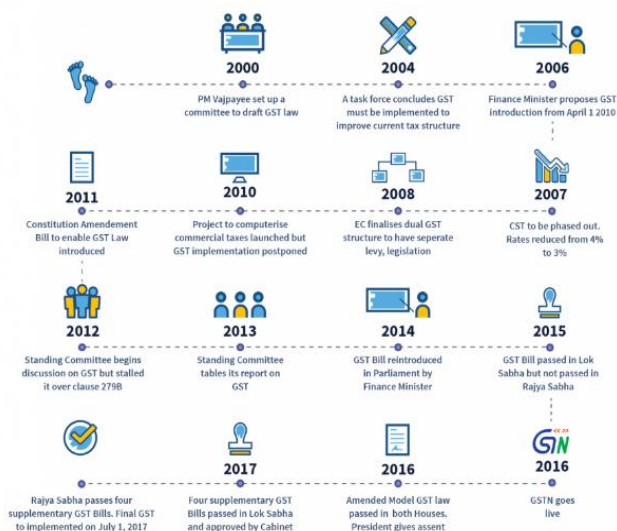 2000
PM Vajpayee set up a
committee to draft GST law
2004
A task force concludes GST
must be implemented to
improve current tax structure
2006
Finance Minister proposes GST
introduction from April 1 2010
2011
Constitution Amendement
Bill to enable GST Law
introduced
2010
Project to computerise
commercial taxes launched but
GST implementation postponed
2008
EC finalises dual GST
structure to have seperate
levy, legislation
2007
CST to be phased out.
Rates reduced from 4%
to 3%
2012
Standing Committee begins
discussion on GST but stalled
it over clause 279B
2013
Standing Committee
tables its report on
GST
2014
GST Bill reintroduced
in Parliament by
Finance Minister
2015
GST Bill passed in Lok
Sabha but not passed in
Rajya Sabha
Rajya Sabha passes four
supplementary GST Bills. Final GST
to implemented on July 1, 2017
2017
Four supplementary GST
Bills passed in Lok Sabha
and approved by Cabinet
2016
Amended Model GST law
passed in both Houses.
President gives assent
GSTN
2016
GSTN goes
live